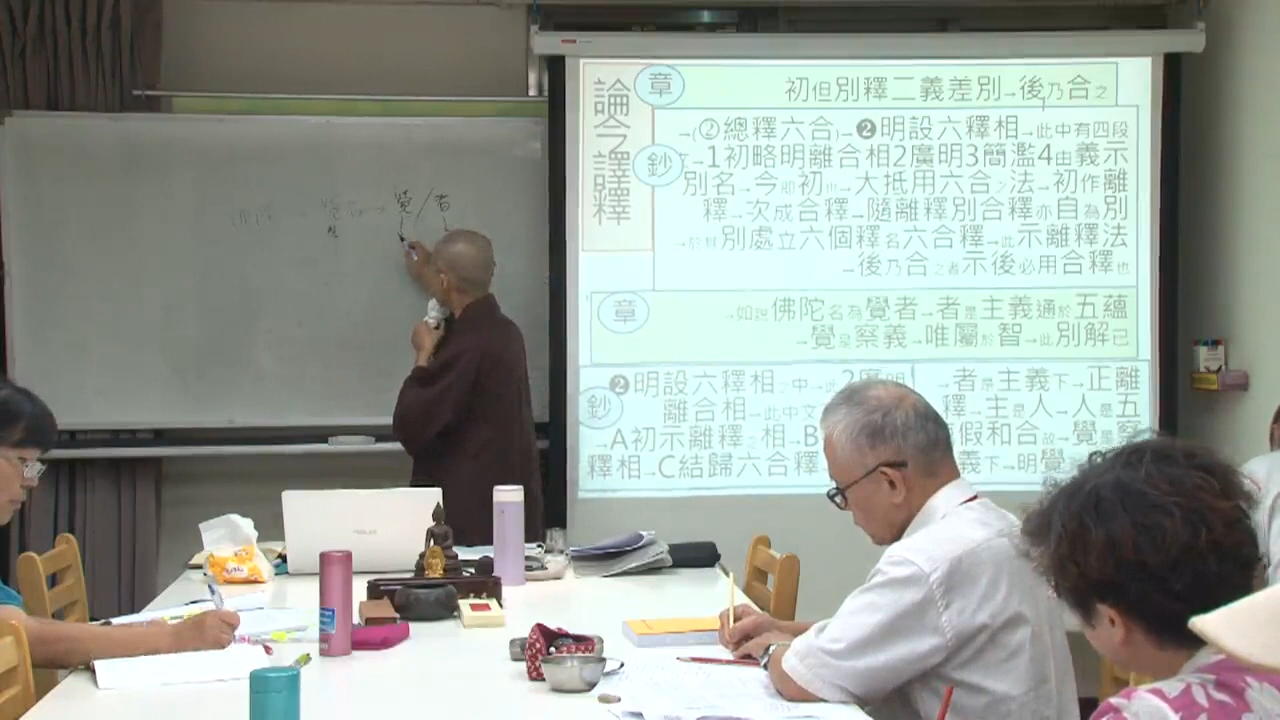 覺 / 者
論今譯釋
章
初但別釋二義差別→後乃合之
鈔
→(②總釋六合)→❷明設六釋相→此中有四段
→1初略明離合相2廣明3簡濫4由義示
別名→今即初也→大抵用六合之法→初作離
釋→次成合釋→隨離釋別合釋亦自為別
→於其別處立六個釋名六合釋→此示離釋法
→後乃合之者示後必用合釋也
章
→如說佛陀名為覺者→者是主義通於五蘊
→覺是察義→唯屬於智→此別解已
鈔
❷明設六釋相之中→此2廣明
離合相→此中文
→A初示離釋之相→B
釋相→C結歸六合釋
→者是主義下→正離
釋→主是人→人是五
假和合故→覺是察
義下→明覺
ASUS